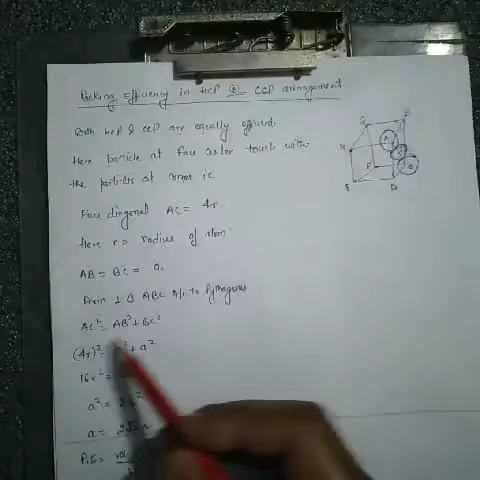 Packing Efficiency in HCP & CCP arrangement
Both HCP & CCP are equally efficient
Here particle at face center touch with
the particles at corner ie
Face diagonal AC = 4r
Here r = radius of atom
AB = BC = a
From ⊥ Δ ABC A/c to Pythagoras
AC² = AB² + BC²
(4r)² = + a²
16r² =
a² =
a =
P.E =